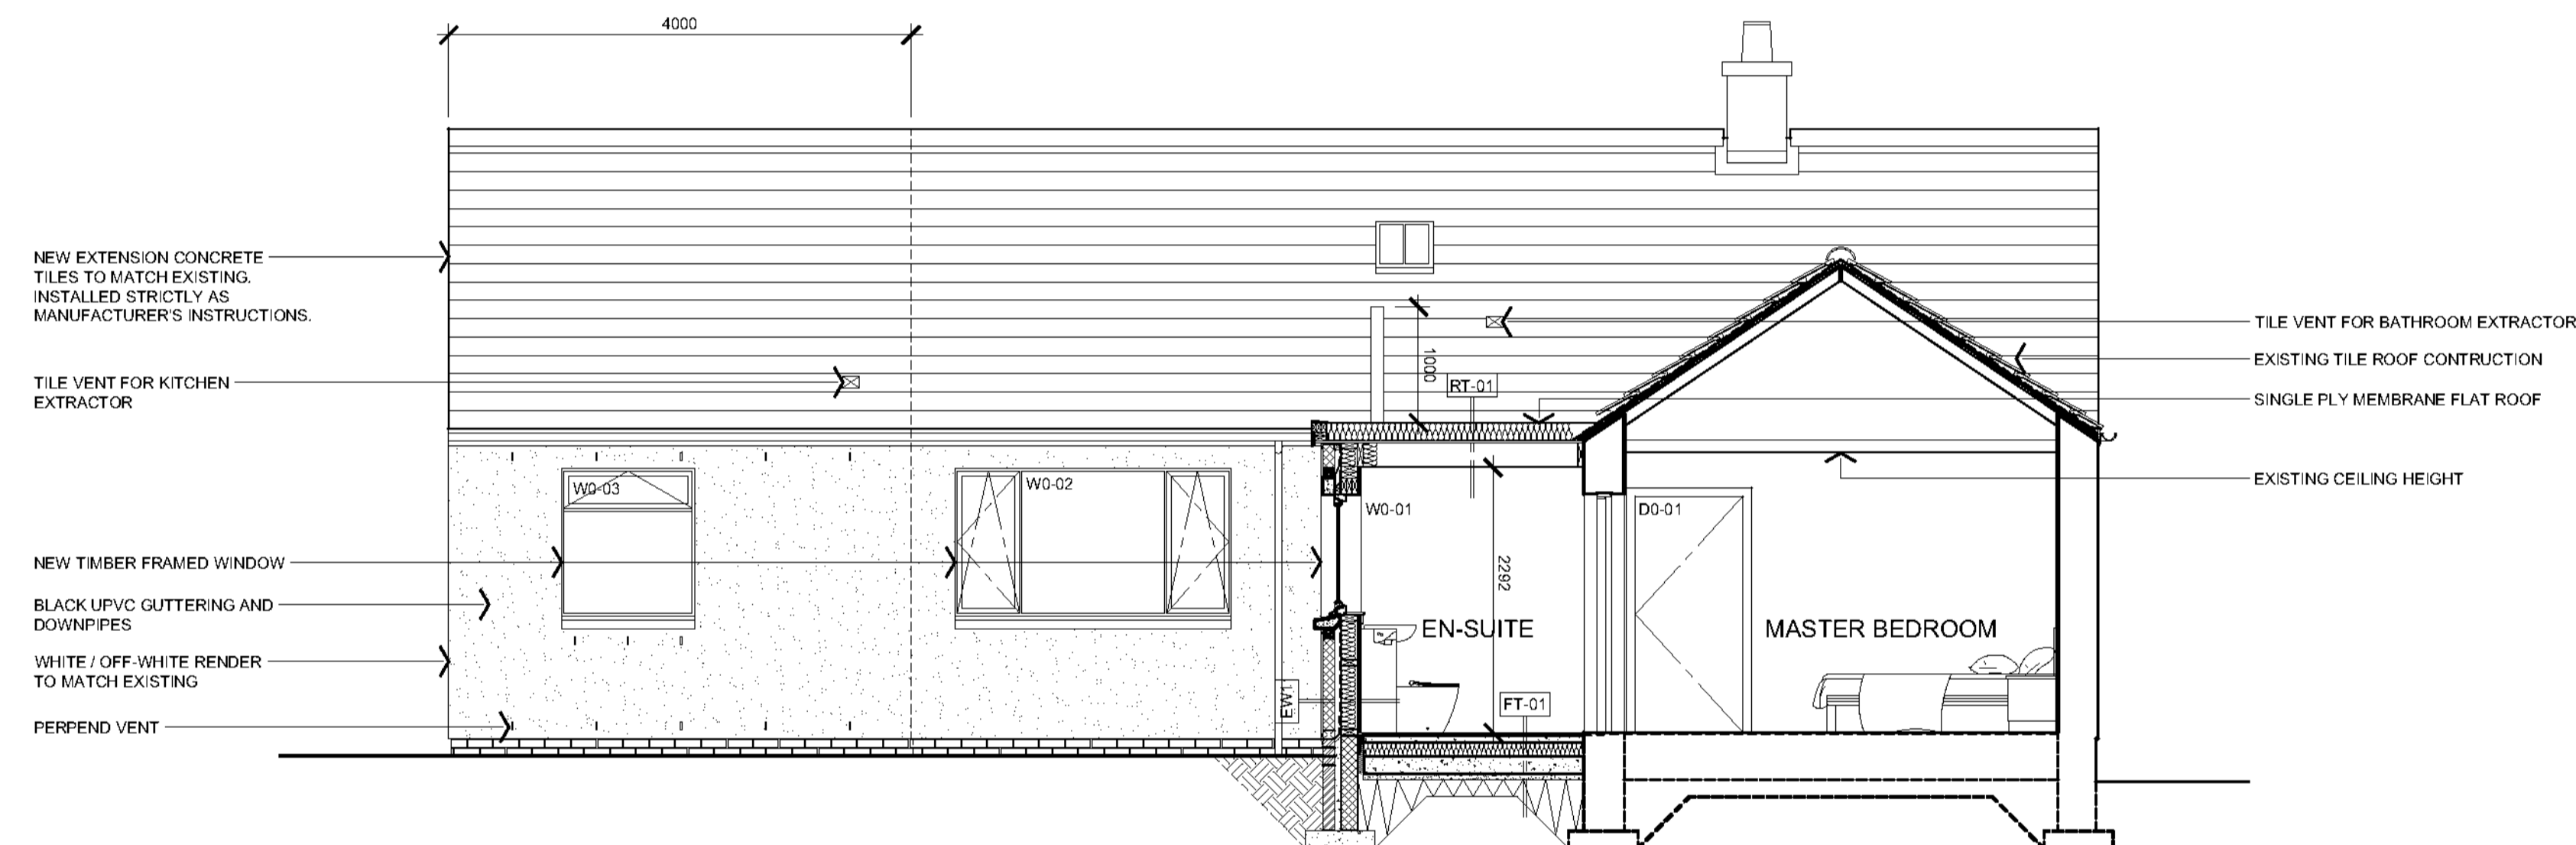 4000
NEW EXTENSION CONCRETE
TILES TO MATCH EXISTING.
INSTALLED STRICTLY AS
MANUFACTURER'S INSTRUCTIONS.
TILE VENT FOR KITCHEN
EXTRACTOR
NEW TIMBER FRAMED WINDOW
BLACK UPVC GUTTERING AND
DOWNPIPES
WHITE / OFF-WHITE RENDER
TO MATCH EXISTING
PERPEND VENT
W0-03
W0-02
1000
RT-01
W0-01
2292
EN-SUITE
EW1
FT-01
D0-01
MASTER BEDROOM
TILE VENT FOR BATHROOM EXTRACTOR
EXISTING TILE ROOF CONTRUCTION
SINGLE PLY MEMBRANE FLAT ROOF
EXISTING CEILING HEIGHT